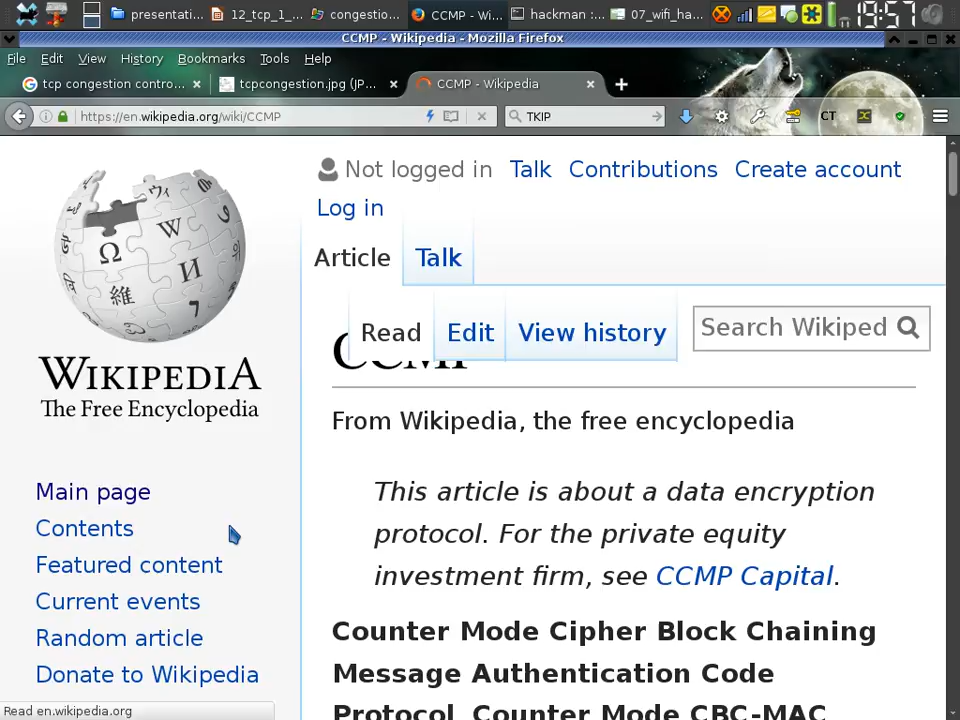 presentati...
12_tcp_1_...
congestio...
CCMP - Wi...
hackman :...
07_wifi_ha...
19:57
CCMP - Wikipedia - Mozilla Firefox
File Edit View History Bookmarks Tools Help
tcp congestion contro...
tcpcongestion.jpg (JP...
CCMP - Wikipedia
https://en.wikipedia.org/wiki/CCMP
TKIP
CT
Not logged in Talk Contributions Create account
Log in
Article Talk
Read Edit View history
Search Wikiped
CCMP
Ω
W
И
維
WIKIPEDIA
The Free Encyclopedia
From Wikipedia, the free encyclopedia
This article is about a data encryption
protocol. For the private equity
investment firm, see CCMP Capital.
Counter Mode Cipher Block Chaining
Message Authentication Code
Protocol, Counter Mode CBC-MAC
Main page
Contents
Featured content
Current events
Random article
Donate to Wikipedia
Read en.wikipedia.org